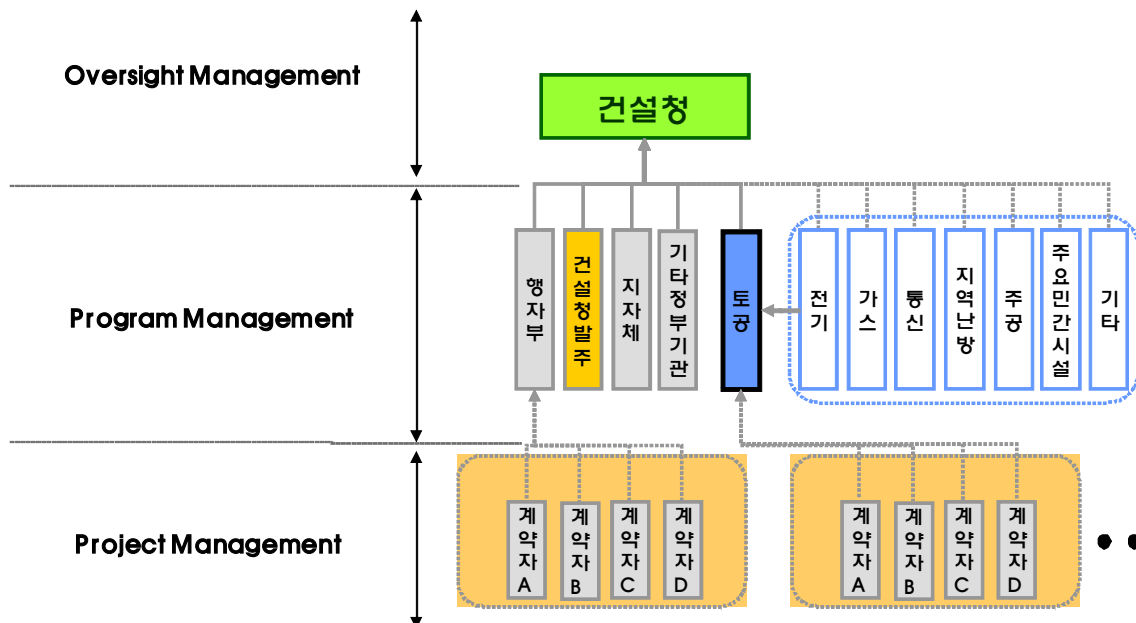 Oversight Management
건설청
Program Management
행자부
건설청발주
지자체
기타정부기관
토공
전기
가스
통신
지역난방
주공
주요민간시설
기타
Project Management
계약자A
계약자B
계약자C
계약자D
계약자A
계약자B
계약자C
계약자D